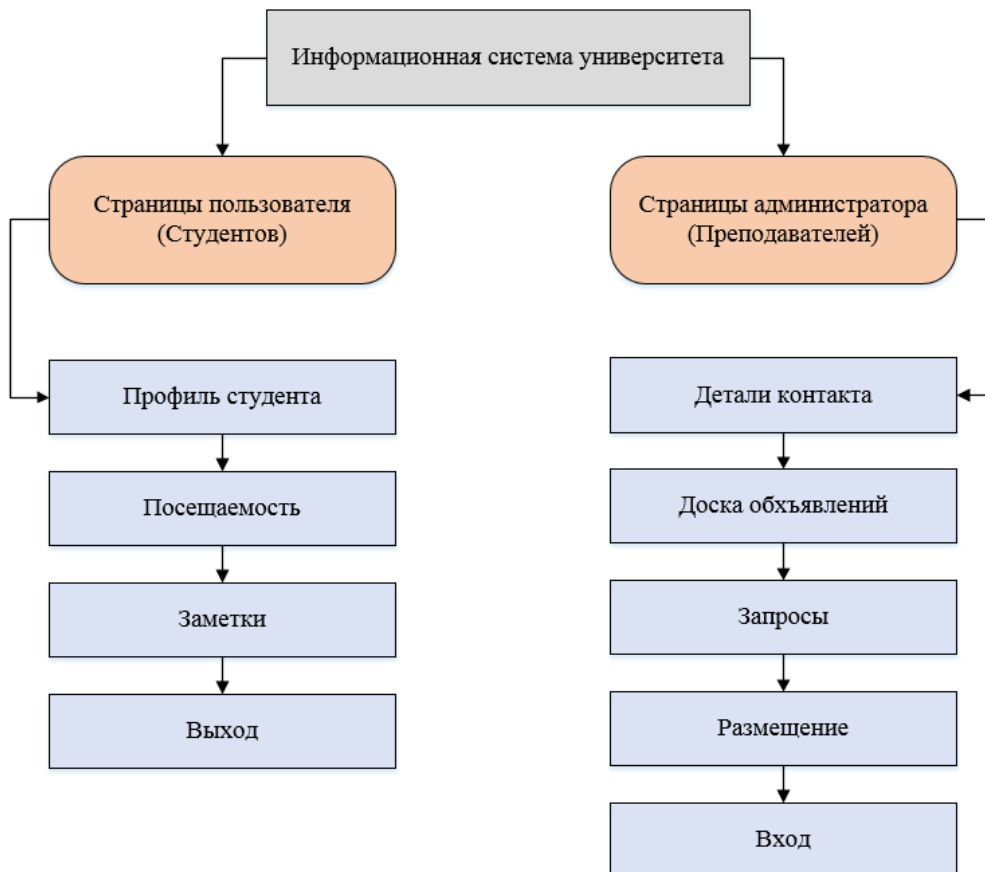 Информационная система университета
Страницы пользователя
(Студентов)
Страницы администратора
(Преподавателей)
Профиль студента
Посещаемость
Заметки
Выход
Детали контакта
Доска обхъявлений
Запросы
Размещение
Вход